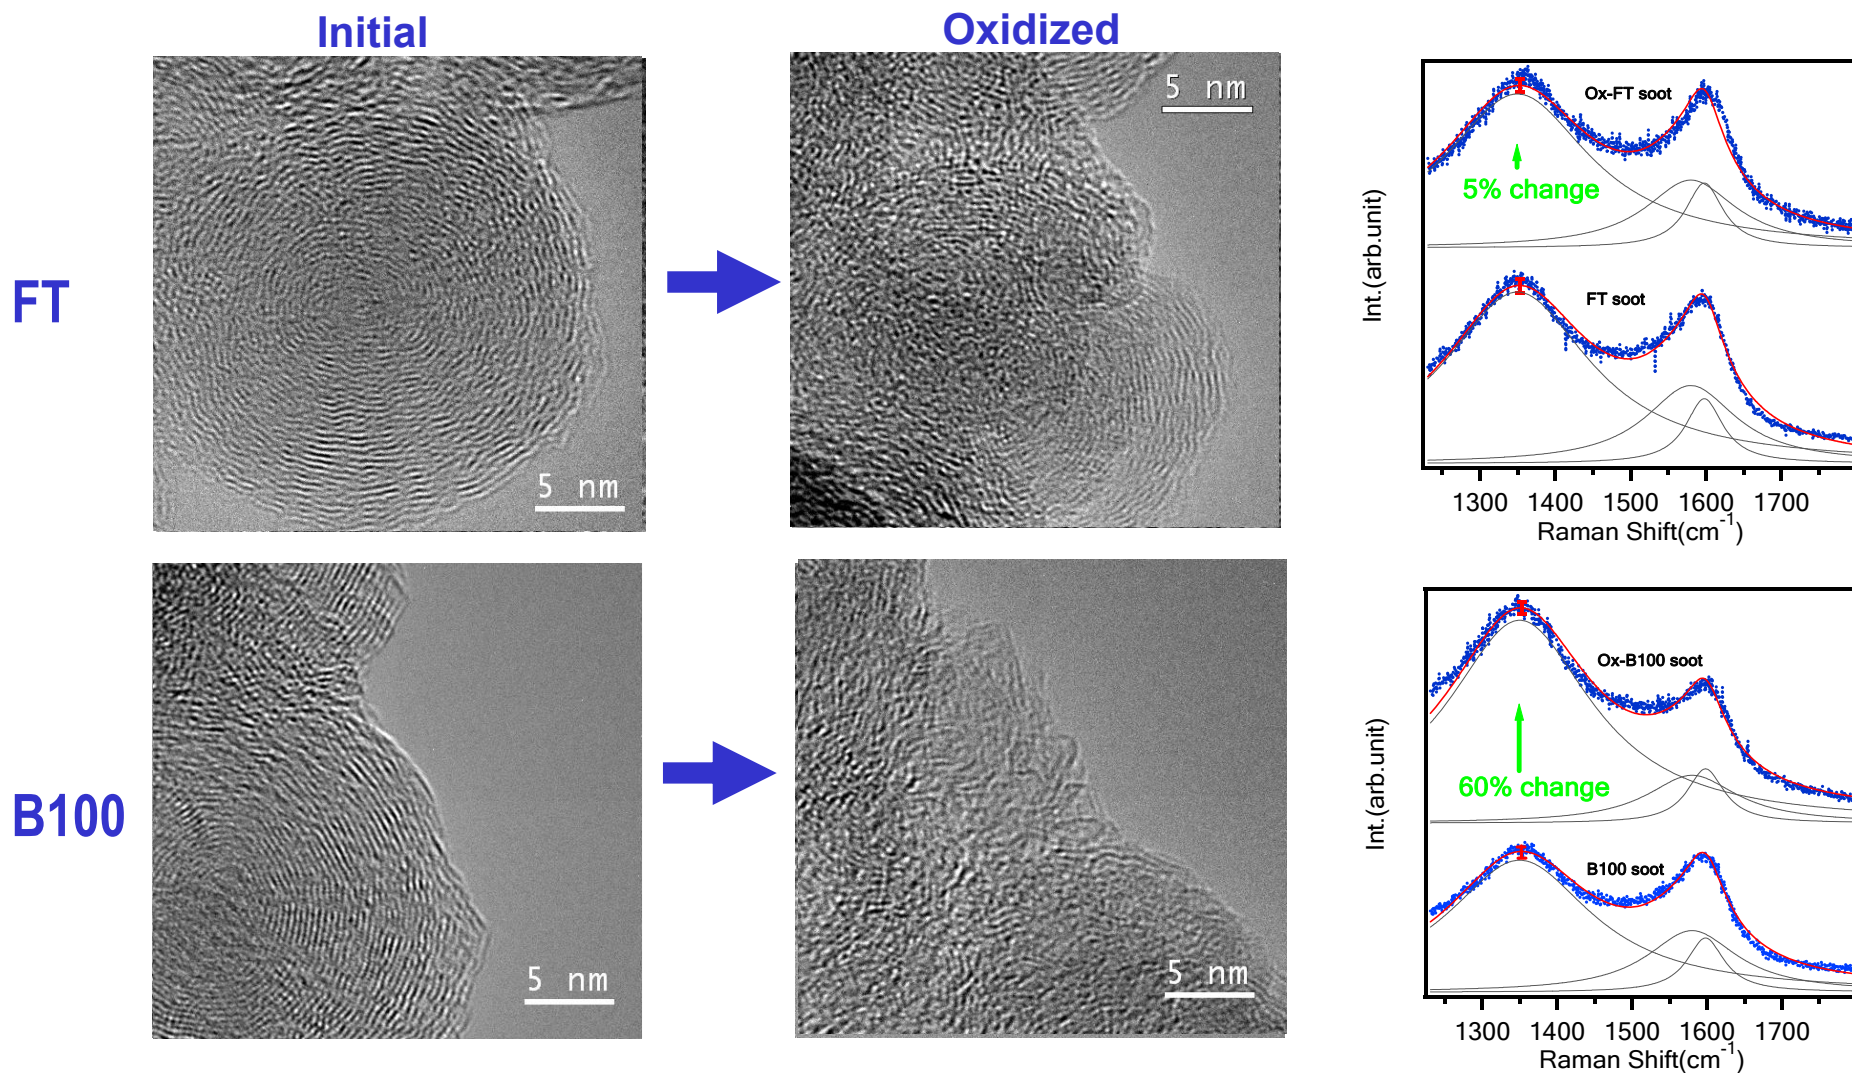 Initial
Oxidized
FT
5 nm
5 nm
Int.(arb.unit)
Ox-FT soot
5% change
FT soot
1300 1400 1500 1600 1700
Raman Shift(cm⁻¹)
B100
5 nm
5 nm
Int.(arb.unit)
Ox-B100 soot
60% change
B100 soot
1300 1400 1500 1600 1700
Raman Shift(cm⁻¹)